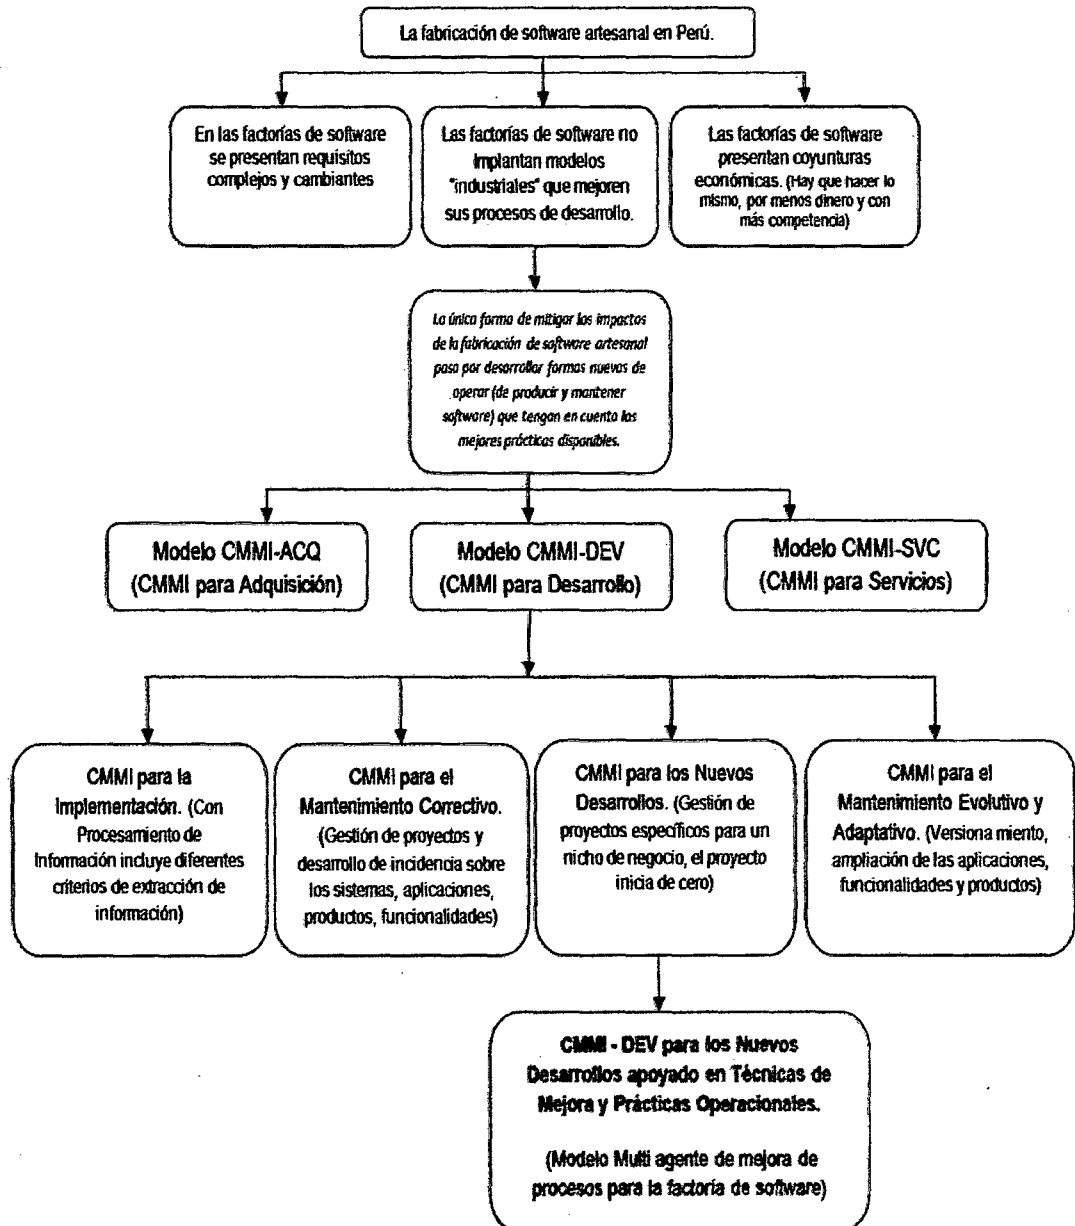 La fabricación de software artesanal en Perú.
En las factorías de software
se presentan requisitos
complejos y cambiantes
Las factorías de software no
implantan modelos
"industriales" que mejoren
sus procesos de desarrollo.
Las factorías de software
presentan coyunturas
económicas. (Hay que hacer lo
mismo, por menos dinero y con
más competencia)
La única forma de mitigar los impactos
de la fabricación de software artesanal
pasa por desarrollar formas nuevas de
operar (de producir y mantener
software) que tengan en cuenta las
mejores prácticas disponibles.
Modelo CMMI-ACQ
(CMMI para Adquisición)
Modelo CMMI-DEV
(CMMI para Desarrollo)
Modelo CMMI-SVC
(CMMI para Servicios)
CMMI para la
Implementación. (Con
Procesamiento de
Información incluye diferentes
criterios de extracción de
información)
CMMI para el
Mantenimiento Correctivo.
(Gestión de proyectos y
desarrollo de incidencia sobre
los sistemas, aplicaciones,
productos, funcionalidades)
CMMI para los Nuevos
Desarrollos. (Gestión de
proyectos específicos para un
nicho de negocio, el proyecto
inicia de cero)
CMMI para el
Mantenimiento Evolutivo y
Adaptativo. (Versiona miento,
ampliación de las aplicaciones,
funcionalidades y productos)
CMMI - DEV para los Nuevos
Desarrollos apoyado en Técnicas de
Mejora y Prácticas Operacionales.
(Modelo Multi agente de mejora de
procesos para la factoría de software)